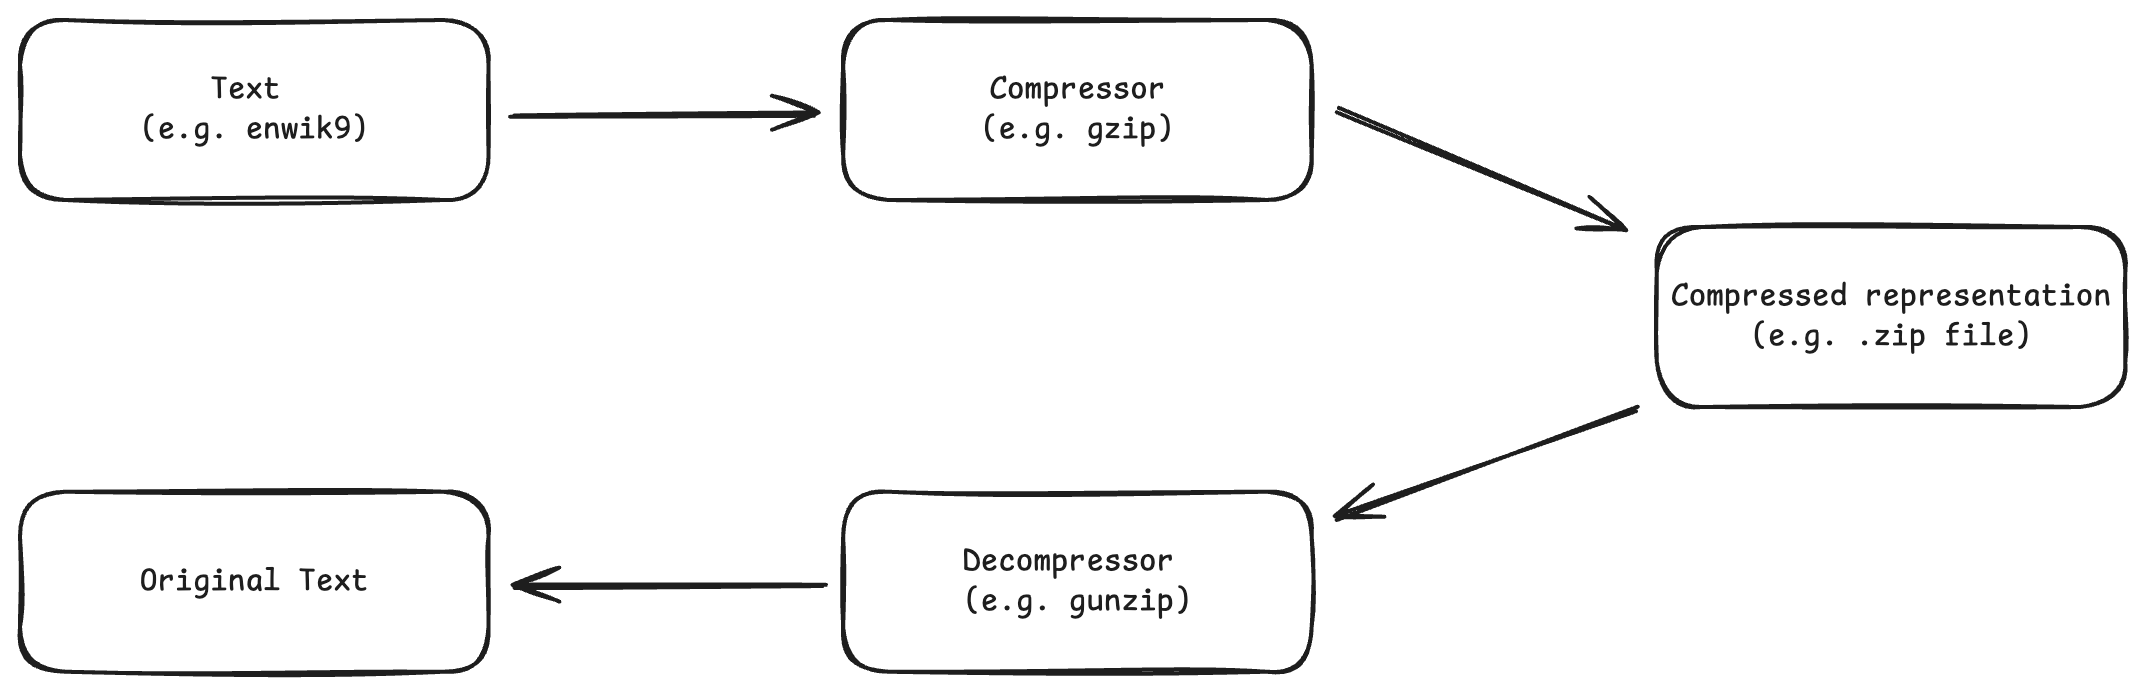 Text
(e.g. enwik9)
Compressor
(e.g. gzip)
Compressed representation
(e.g. .zip file)
Decompressor
(e.g. gunzip)
Original Text